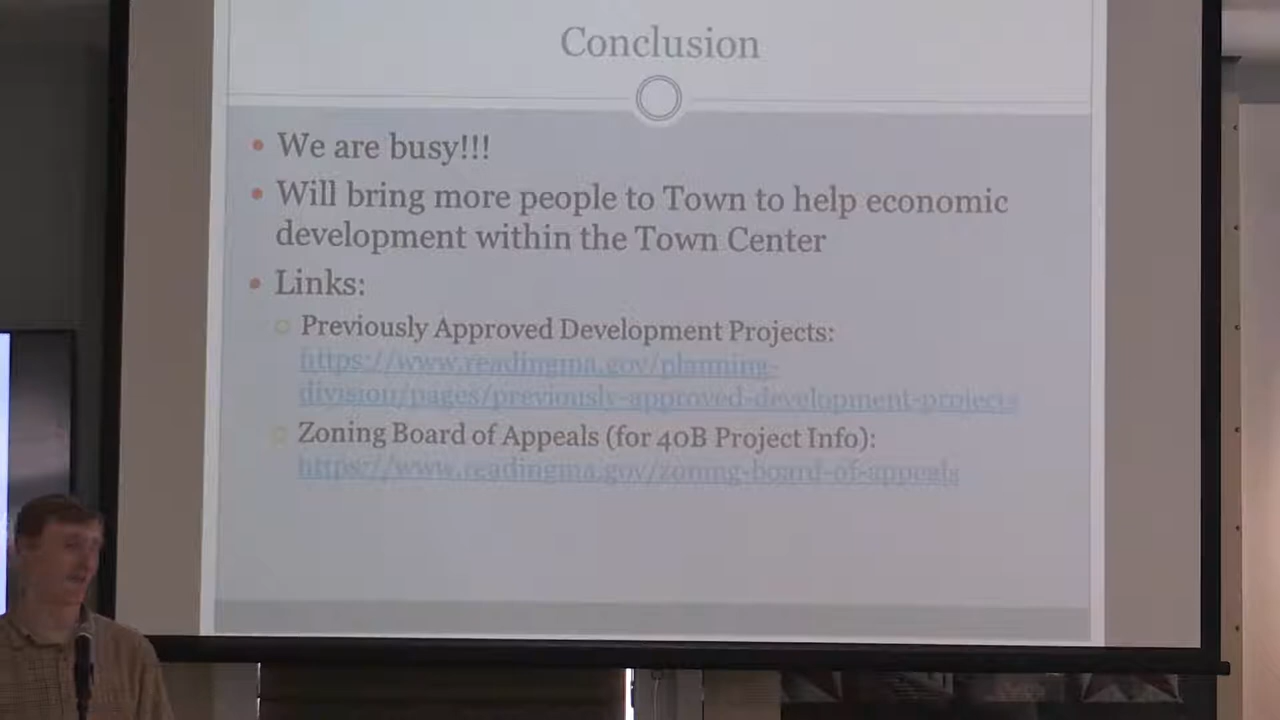 Conclusion
We are busy!!!
Will bring more people to Town to help economic
development within the Town Center
Links:
Previously Approved Development Projects:
https://www.readingma.gov/planning-
division/pages/previously-approved-development-projects
Zoning Board of Appeals (for 40B Project Info):
https://www.readingma.gov/zoning-board-of-appeals